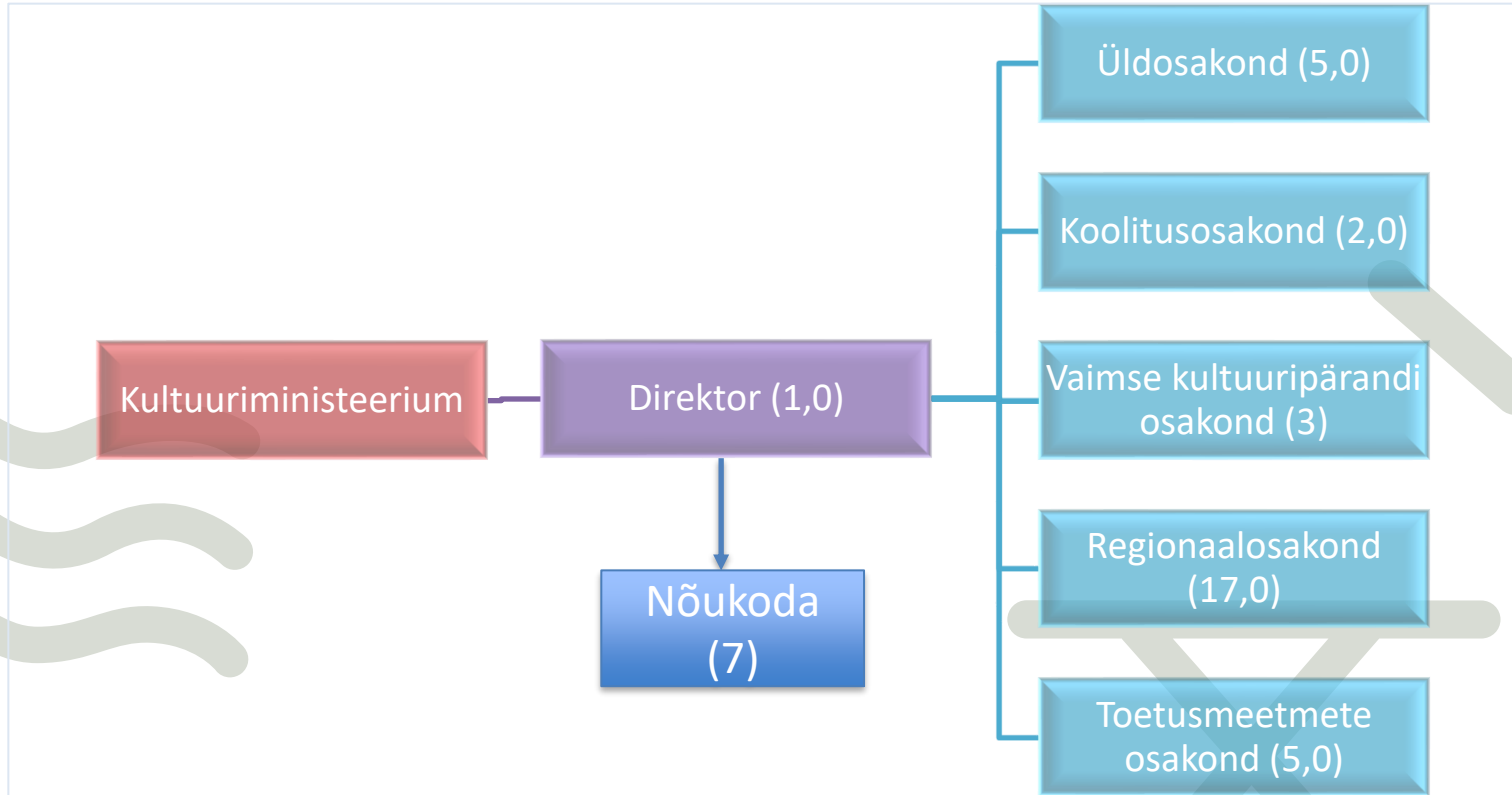 Kultuuriministeerium
Direktor (1,0)
Nõukoda
(7)
Üldosakond (5,0)
Koolitusosakond (2,0)
Vaimse kultuuripärandi
osakond (3)
Regionaalosakond
(17,0)
Toetusmeetmete
osakond (5,0)